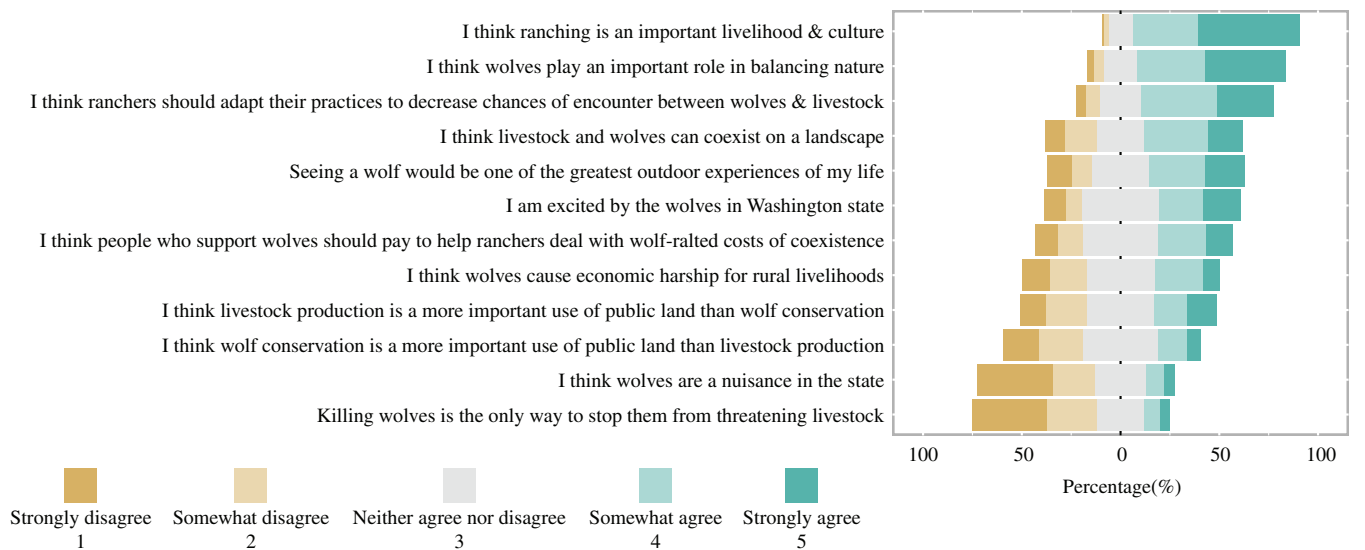 I think ranching is an important livelihood & culture
I think wolves play an important role in balancing nature
I think ranchers should adapt their practices to decrease chances of encounter between wolves & livestock
I think livestock and wolves can coexist on a landscape
Seeing a wolf would be one of the greatest outdoor experiences of my life
I am excited by the wolves in Washington state
I think people who support wolves should pay to help ranchers deal with wolf-ralted costs of coexistence
I think wolves cause economic harship for rural livelihoods
I think livestock production is a more important use of public land than wolf conservation
I think wolf conservation is a more important use of public land than livestock production
I think wolves are a nuisance in the state
Killing wolves is the only way to stop them from threatening livestock
100 50 0 50 100
Percentage(%)
Strongly disagree Somewhat disagree Neither agree nor disagree Somewhat agree Strongly agree
1 2 3 4 5